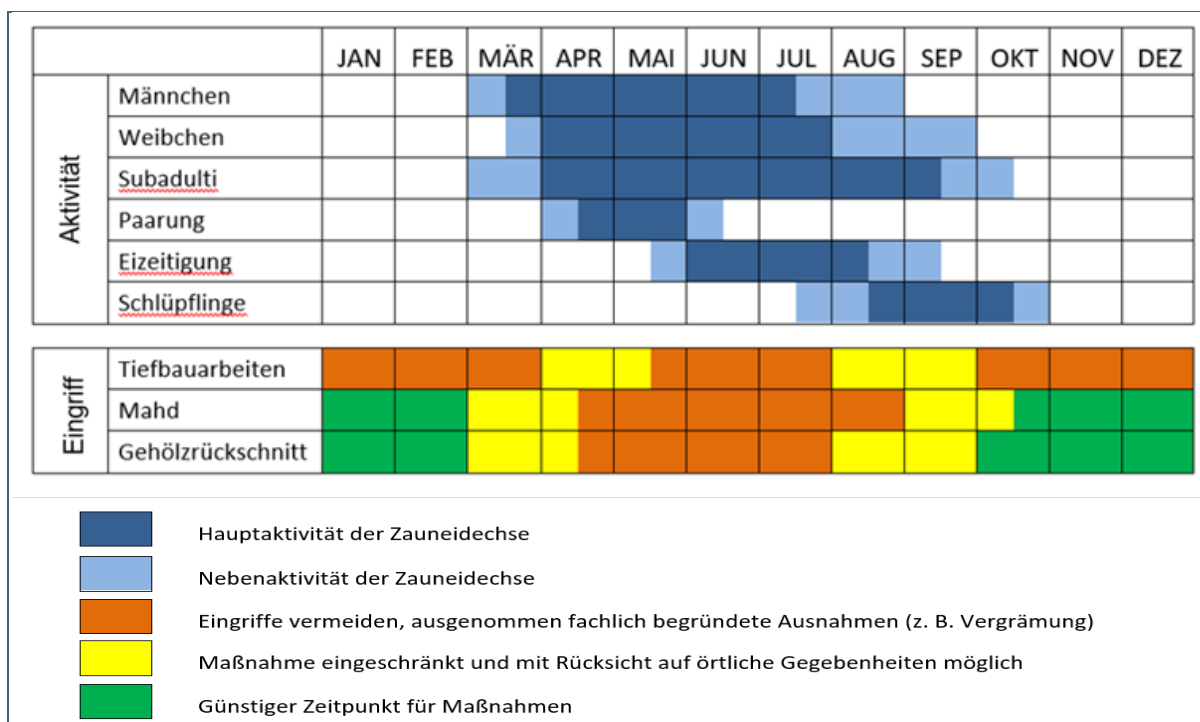 JAN FEB MÄR APR MAI JUN JUL AUG SEP OKT NOV DEZ
Aktivität
Männchen
Weibchen
Subadulti
Paarung
Eizeitigung
Schlüpflinge
Eingriff
Tiefbauarbeiten
Mahd
Gehölzrückschnitt
Hauptaktivität der Zauneidechse
Nebenaktivität der Zauneidechse
Eingriffe vermeiden, ausgenommen fachlich begründete Ausnahmen (z. B. Vergrämung)
Maßnahme eingeschränkt und mit Rücksicht auf örtliche Gegebenheiten möglich
Günstiger Zeitpunkt für Maßnahmen